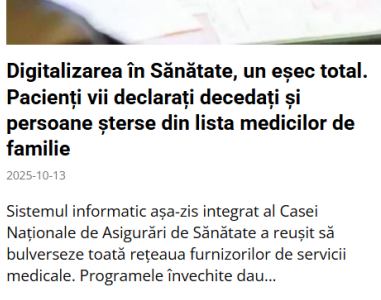 Digitalizarea în Sănătate, un eșec total.
Pacienți vii declarați decedați și
persoane șterse din lista medicilor de
familie
2025-10-13
Sistemul informatic așa-zis integrat al Casei
Naționale de Asigurări de Sănătate a reușit să
bulverseze toată rețeaua furnizorilor de servicii
medicale. Programele învechite dau...